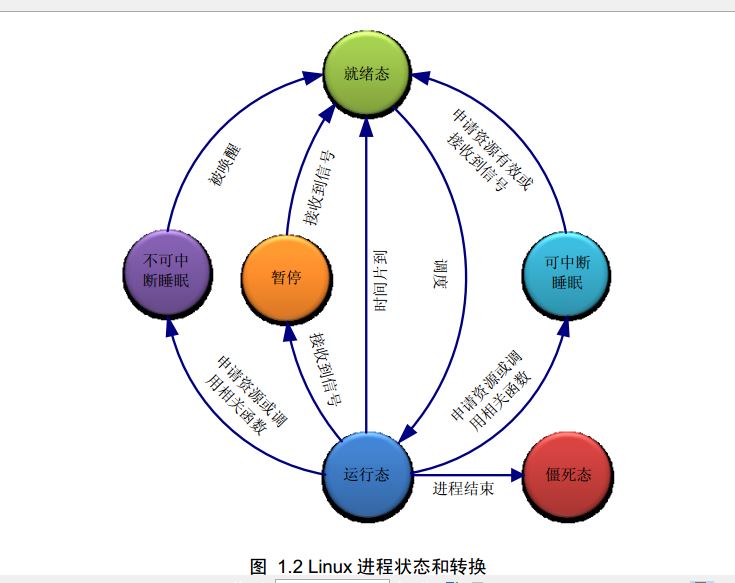 就绪态
被唤醒
接收到信号
申请资源有效或
接收到信号
不可中
断睡眠
暂停
时间片到
调度
可中断
睡眠
申请资源或调
用相关函数
接收到信号
申请资源或调
用相关函数
运行态
进程结束
僵死态
图 1.2 Linux 进程状态和转换